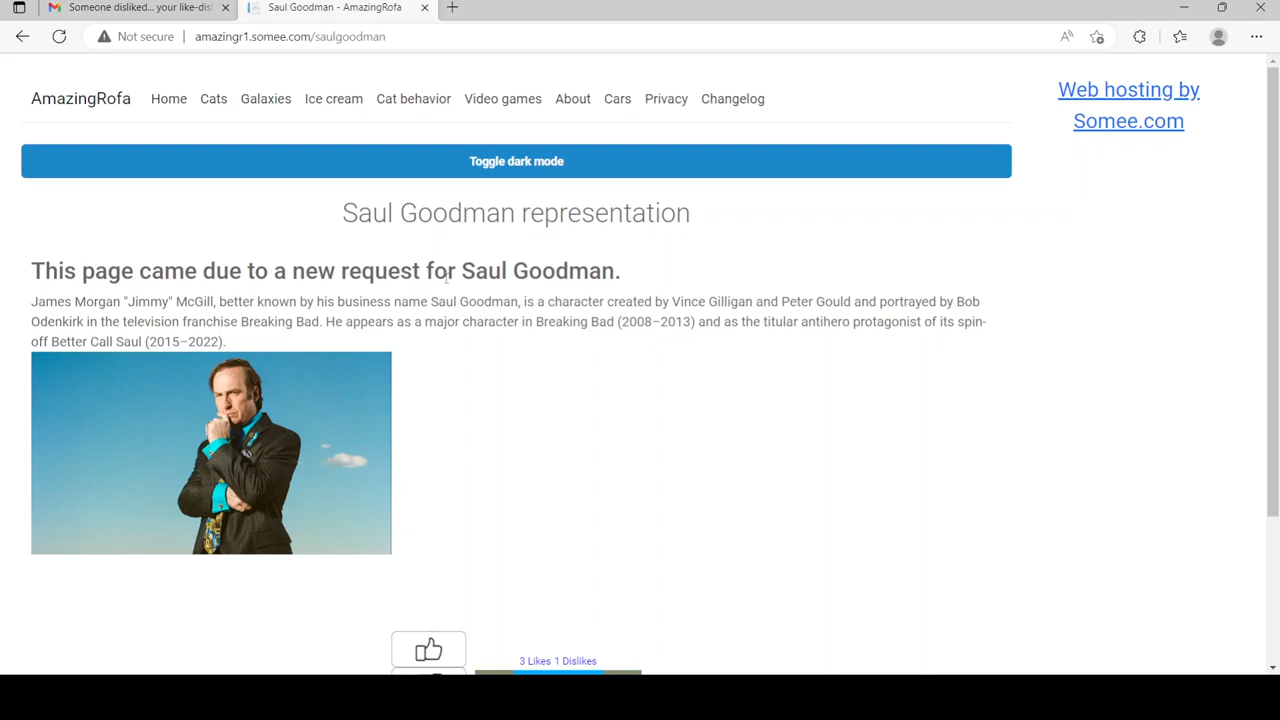 Someone disliked... your like-dis
Saul Goodman - AmazingRofa
Not secure
amazingr1.somee.com/saulgoodman
AmazingRofa
Home
Cats
Galaxies
Ice cream
Cat behavior
Video games
About
Cars
Privacy
Changelog
Web hosting by
Somee.com
Toggle dark mode
Saul Goodman representation
This page came due to a new request for Saul Goodman.
James Morgan "Jimmy" McGill, better known by his business name Saul Goodman, is a character created by Vince Gilligan and Peter Gould and portrayed by Bob
Odenkirk in the television franchise Breaking Bad. He appears as a major character in Breaking Bad (2008–2013) and as the titular antihero protagonist of its spin-
off Better Call Saul (2015–2022).
3 Likes 1 Dislikes